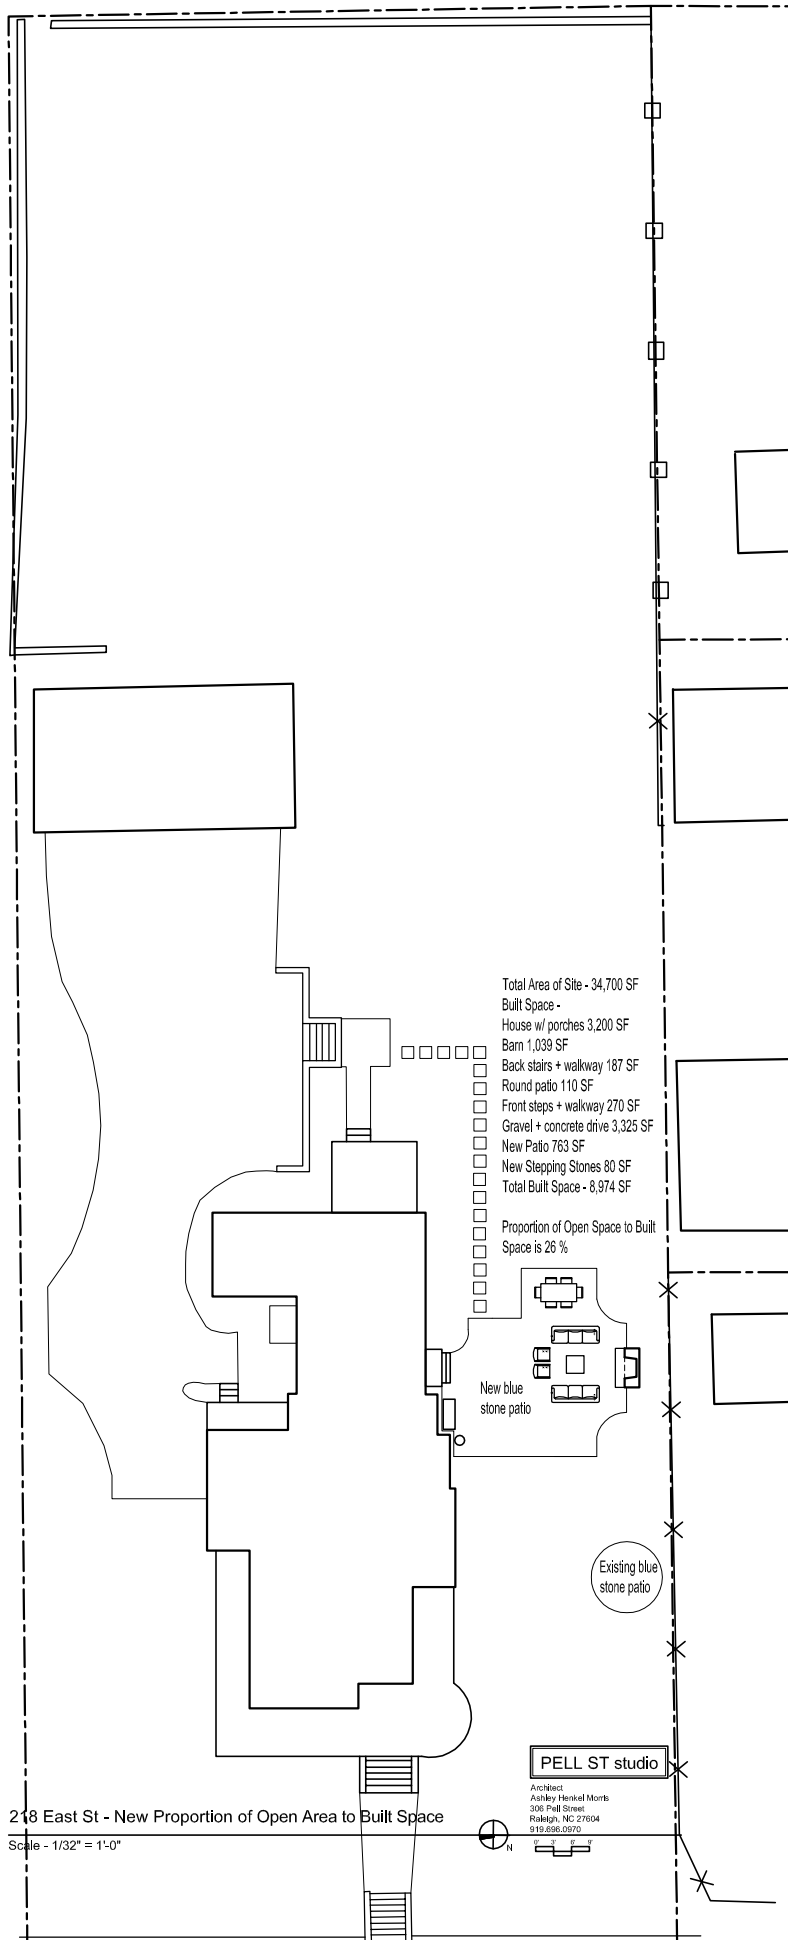 Total Area of Site - 34,700 SF
Built Space -
House w/ porches 3,200 SF
Barn 1,039 SF
Back stairs + walkway 187 SF
Round patio 110 SF
Front steps + walkway 270 SF
Gravel + concrete drive 3,325 SF
New Patio 763 SF
New Stepping Stones 80 SF
Total Built Space - 8,974 SF
Proportion of Open Space to Built
Space is 26 %
New blue
stone patio
Existing blue
stone patio
PELL ST studio
Architect
Ashley Henkel Morris
306 Pell Street
Raleigh, NC 27604
919.696.0970
0' 3' 6' 9'
N
218 East St - New Proportion of Open Area to Built Space
Scale - 1/32" = 1'-0"